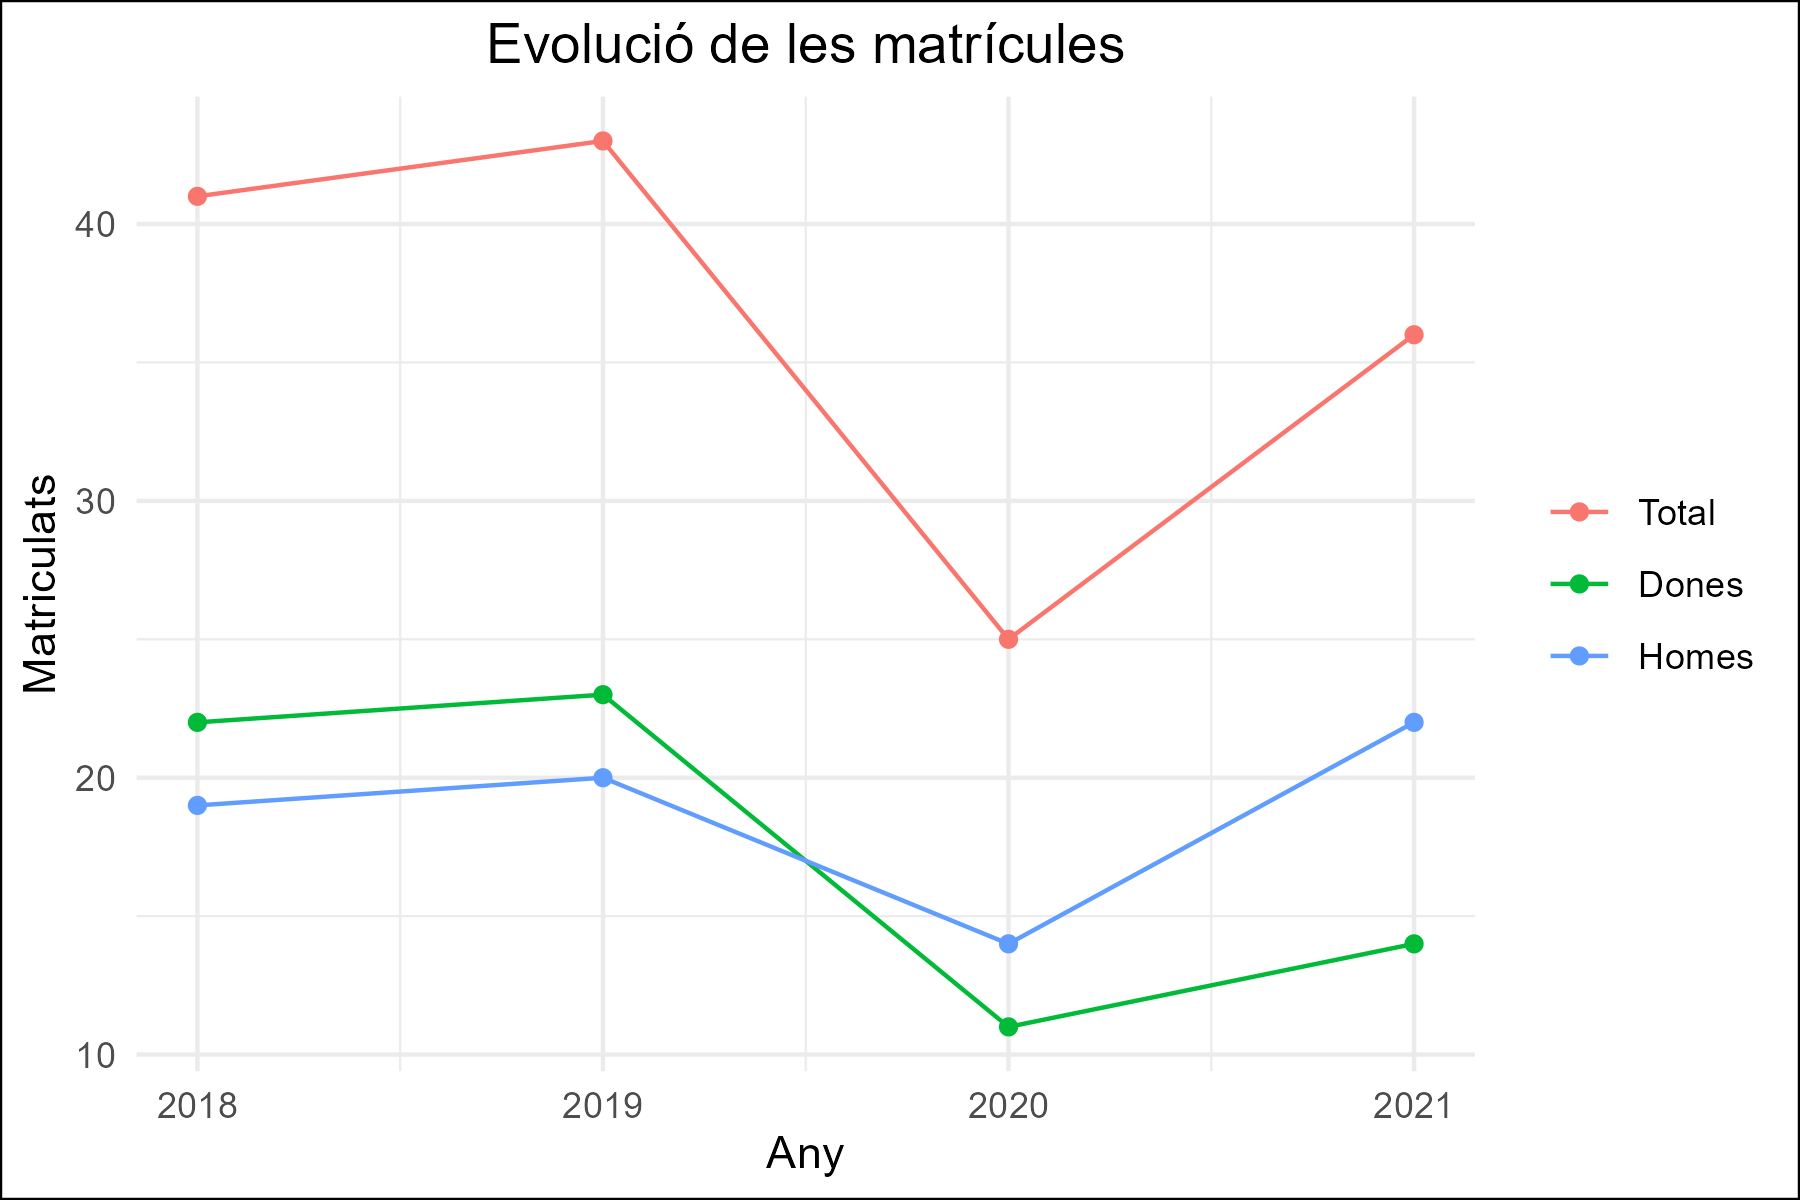 Evolució de les matrícules
Matriculats
40
30
20
10
2018
2019
2020
2021
Any
Total
Dones
Homes